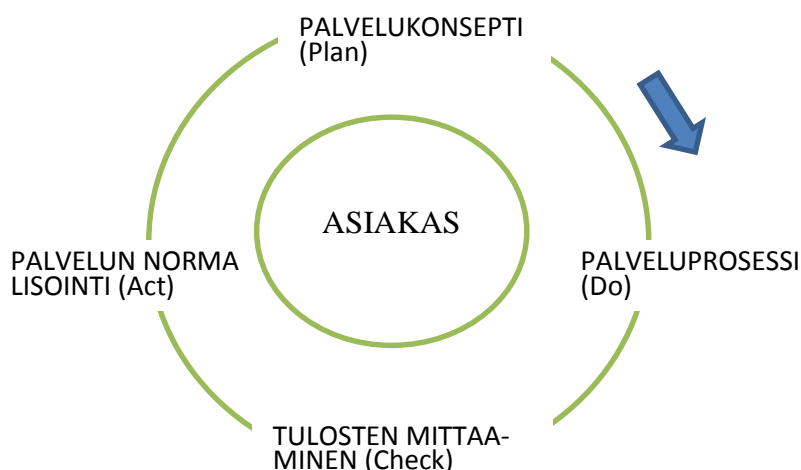 PALVELUKONSEPTI
(Plan)
ASIAKAS
PALVELUN NORMA
LISOINTI (Act)
PALVELUPROSESSI
(Do)
TULOSTEN MITTAA-
MINEN (Check)